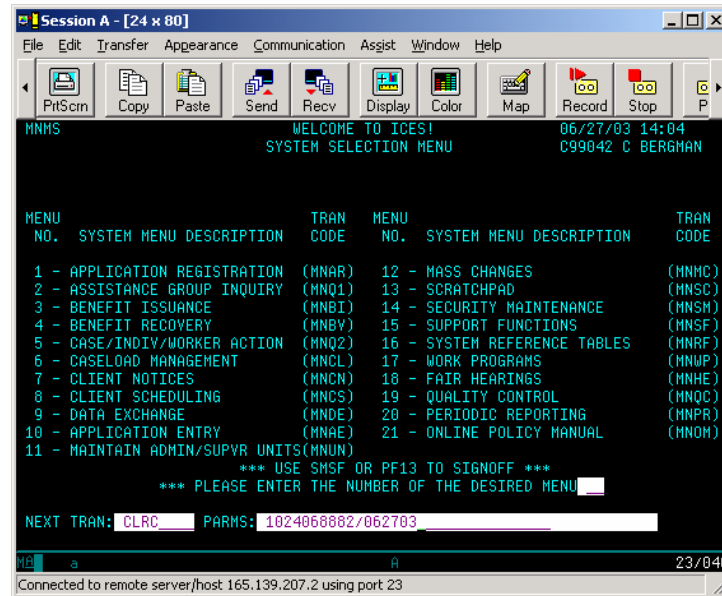 Session A - [24 x 80]
File Edit Transfer Appearance Communication Assist Window Help
PrtScrn Copy Paste Send Recv Display Color Map Record Stop P
MNMS WELCOME TO ICES! 06/27/03 14:04
SYSTEM SELECTION MENU C99042 C BERGMAN
MENU TRAN MENU TRAN
NO. SYSTEM MENU DESCRIPTION CODE NO. SYSTEM MENU DESCRIPTION CODE
1 - APPLICATION REGISTRATION (MNAR) 12 - MASS CHANGES (MNMC)
2 - ASSISTANCE GROUP INQUIRY (MNQ1) 13 - SCRATCHPAD (MNSC)
3 - BENEFIT ISSUANCE (MNBI) 14 - SECURITY MAINTENANCE (MNSM)
4 - BENEFIT RECOVERY (MNBV) 15 - SUPPORT FUNCTIONS (MNSF)
5 - CASE/INDIV/WORKER ACTION (MNQ2) 16 - SYSTEM REFERENCE TABLES (MNRF)
6 - CASELOAD MANAGEMENT (MNCL) 17 - WORK PROGRAMS (MNWP)
7 - CLIENT NOTICES (MNCN) 18 - FAIR HEARINGS (MNHE)
8 - CLIENT SCHEDULING (MNCS) 19 - QUALITY CONTROL (MNQC)
9 - DATA EXCHANGE (MNDE) 20 - PERIODIC REPORTING (MNPR)
10 - APPLICATION ENTRY (MNAE) 21 - ONLINE POLICY MANUAL (MNOM)
11 - MAINTAIN ADMIN/SUPVR UNITS(MNUN)
*** USE SMSF OR PF13 TO SIGNOFF ***
*** PLEASE ENTER THE NUMBER OF THE DESIRED MENU __
NEXT TRAN: CLRC____ PARMS: 1024068882/062703_______________
MA a A 23/04
Connected to remote server/host 165.139.207.2 using port 23